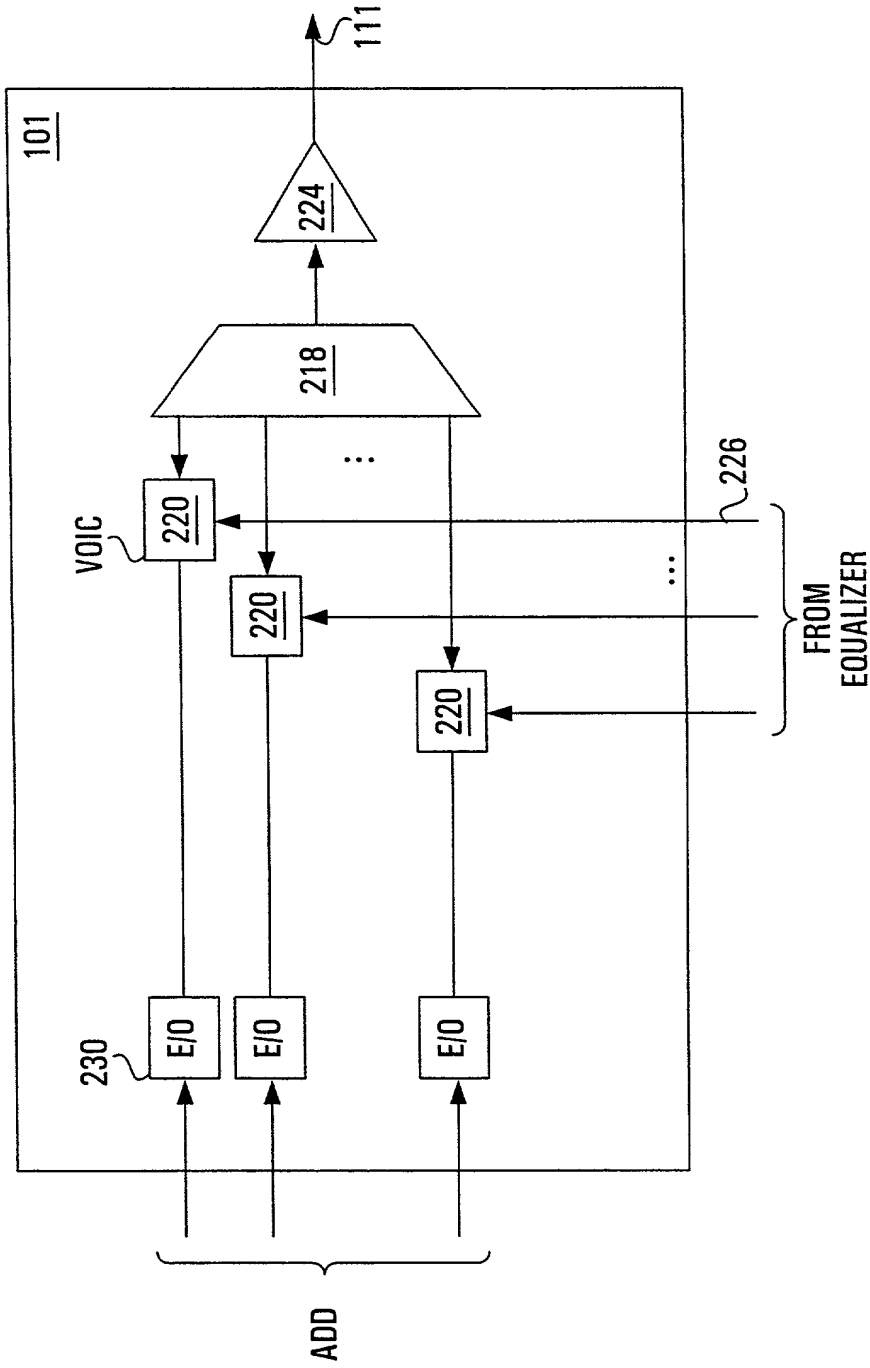 101
111
224
218
VOIC
220
220
220
226
...
...
FROM
EQUALIZER
230
E/O
E/O
E/O
ADD